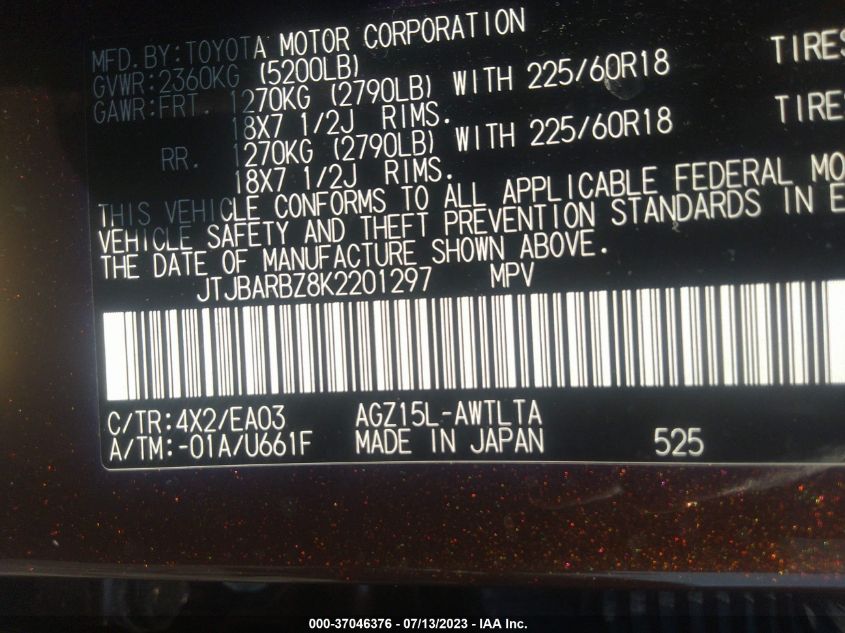 MFD. BY: TOYOTA MOTOR CORPORATION
GVWR: 2360KG (5200LB)
GAWR: FRT. 1270KG (2790LB) WITH 225/60R18 TIRES
18X7 1/2J RIMS.
RR. 1270KG (2790LB) WITH 225/60R18 TIRE
18X7 1/2J RIMS.
THIS VEHICLE CONFORMS TO ALL APPLICABLE FEDERAL MO
VEHICLE SAFETY AND THEFT PREVENTION STANDARDS IN E
THE DATE OF MANUFACTURE SHOWN ABOVE.
JTJBARBZ8K2201297 MPV
C/TR: 4X2/EA03 AGZ15L-AWTLTA
A/TM: -01A/U661F MADE IN JAPAN 525
000-37046376 - 07/13/2023 - IAA Inc.